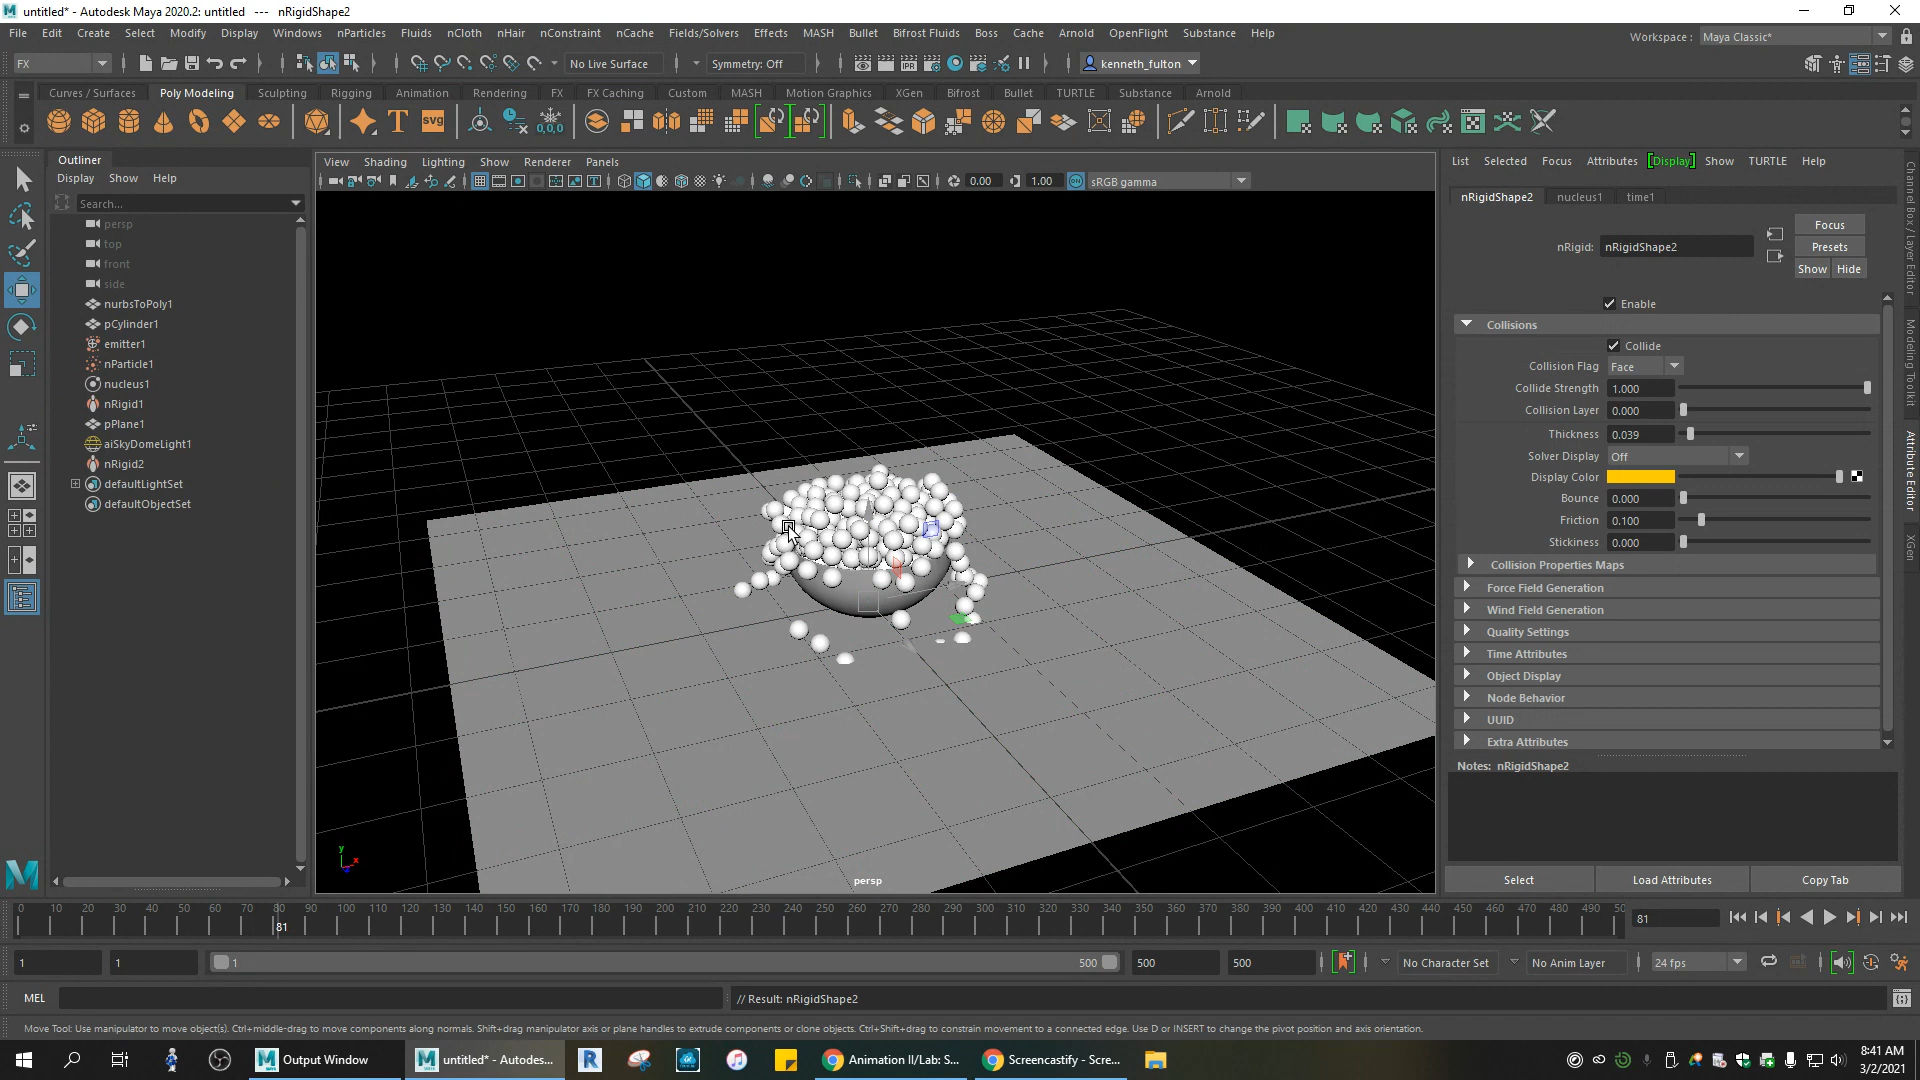 untitled* - Autodesk Maya 2020.2: untitled --- nRigidShape2
File Edit Create Select Modify Display Windows nParticles Fluids nCloth nHair nConstraint nCache Fields/Solvers Effects MASH Bullet Bifrost Fluids Boss Cache Arnold OpenFlight Substance Help
Workspace : Maya Classic*
FX No Live Surface Symmetry: Off kenneth_fulton
Curves / Surfaces Poly Modeling Sculpting Rigging Animation Rendering FX FX Caching Custom MASH Motion Graphics XGen Bifrost Bullet TURTLE Substance Arnold
T SVG 0,0,0
Outliner
Display Show Help
Search...
persp
top
front
side
nurbsToPoly1
pCylinder1
emitter1
nParticle1
nucleus1
nRigid1
pPlane1
aiSkyDomeLight1
nRigid2
defaultLightSet
defaultObjectSet
View Shading Lighting Show Renderer Panels
0.00 1.00 sRGB gamma
y
x
persp
List Selected Focus Attributes [Display] Show TURTLE Help
nRigidShape2 nucleus1 time1
nRigid: nRigidShape2
Focus
Presets
Show Hide
Enable
Collisions
Collide
Collision Flag Face
Collide Strength 1.000
Collision Layer 0.000
Thickness 0.039
Solver Display Off
Display Color
Bounce 0.000
Friction 0.100
Stickiness 0.000
Collision Properties Maps
Force Field Generation
Wind Field Generation
Quality Settings
Time Attributes
Object Display
Node Behavior
UUID
Extra Attributes
Notes: nRigidShape2
Select Load Attributes Copy Tab
Channel Box / Layer Editor
Modeling Toolkit
Attribute Editor
XGen
0 10 20 30 40 50 60 70 80 90 100 110 120 130 140 150 160 170 180 190 200 210 220 230 240 250 260 270 280 290 300 310 320 330 340 350 360 370 380 390 400 410 420 430 440 450 460 470 480 490 50
81
81
1 1 1 500 500 500 No Character Set No Anim Layer 24 fps
MEL // Result: nRigidShape2
Move Tool: Use manipulator to move object(s). Ctrl+middle-drag to move components along normals. Shift+drag manipulator axis or plane handles to extrude components or clone objects. Ctrl+Shift+drag to constrain movement to a connected edge. Use D or INSERT to change the pivot position and axis orientation.
Output Window untitled* - Autodes... Animation II/Lab: S... Screencastify - Scre...
8:41 AM
3/2/2021